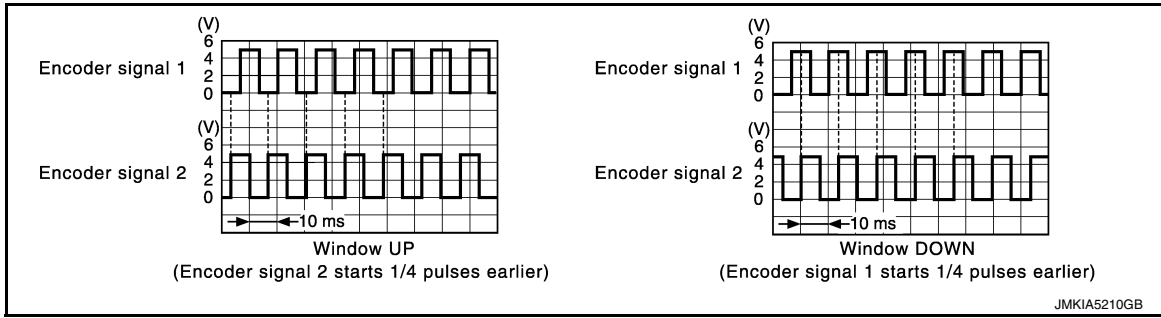 (V)
6
4
2
0
Encoder signal 1
(V)
6
4
2
0
Encoder signal 2
10 ms
Window UP
(Encoder signal 2 starts 1/4 pulses earlier)
(V)
6
4
2
0
Encoder signal 1
(V)
6
4
2
0
Encoder signal 2
10 ms
Window DOWN
(Encoder signal 1 starts 1/4 pulses earlier)
JMKIA5210GB